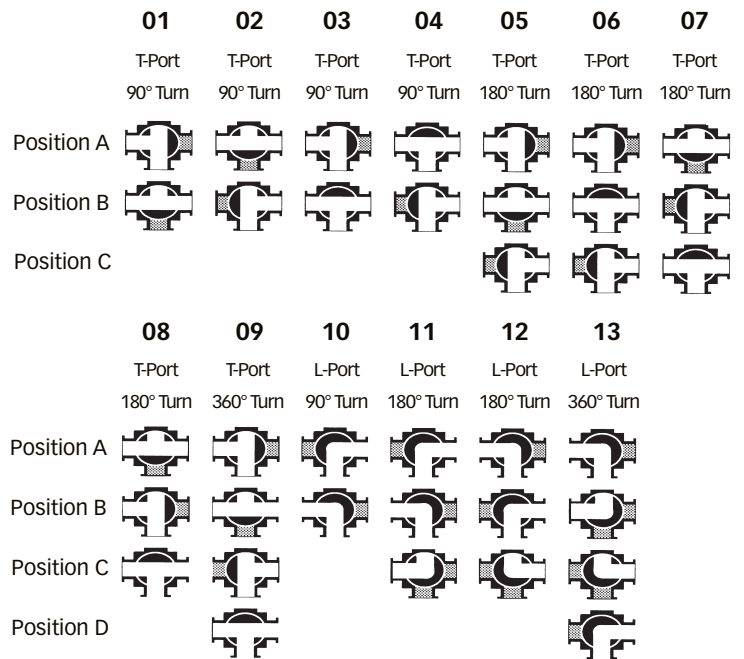 01 02 03 04 05 06 07
T-Port T-Port T-Port T-Port T-Port T-Port T-Port
90° Turn 90° Turn 90° Turn 90° Turn 180° Turn 180° Turn 180° Turn
Position A
Position B
Position C
08 09 10 11 12 13
T-Port T-Port L-Port L-Port L-Port L-Port
180° Turn 360° Turn 90° Turn 180° Turn 180° Turn 360° Turn
Position A
Position B
Position C
Position D